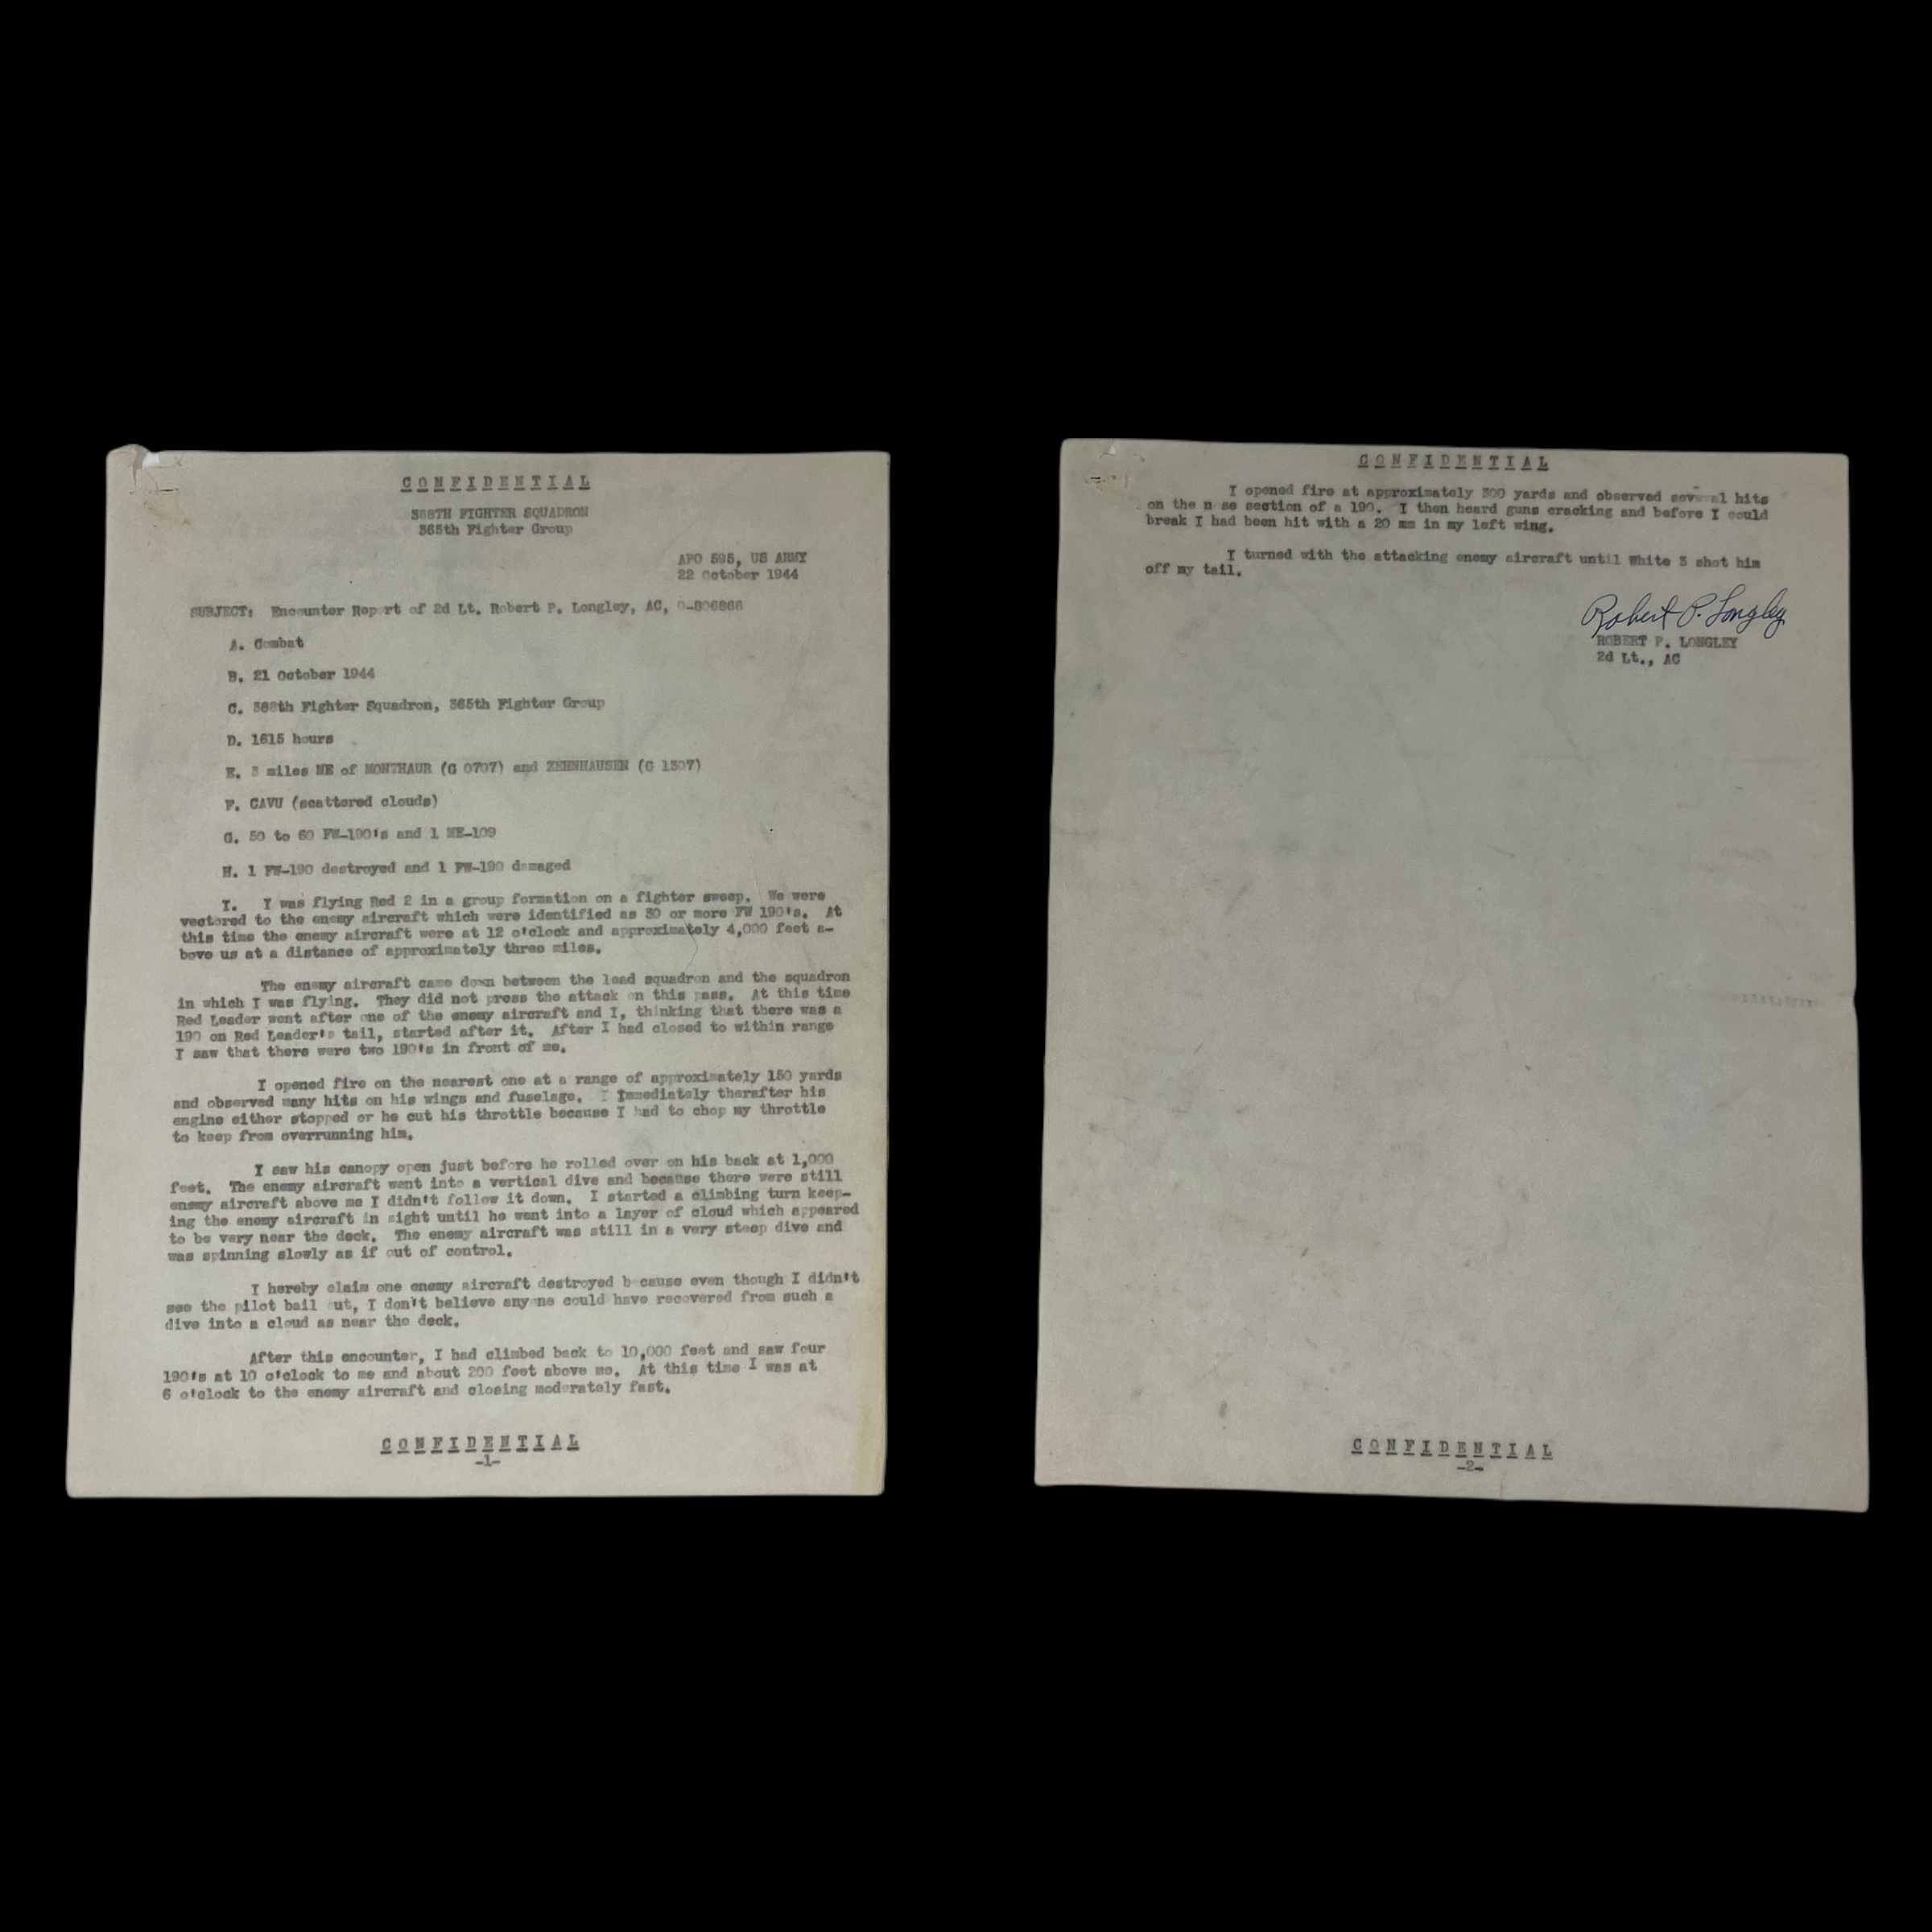 CONFIDENTIAL
388TH FIGHTER SQUADRON
365th Fighter Group
APO 595, US ARMY
22 October 1944
SUBJECT: Encounter Report of 2d Lt. Robert P. Longley, AC, O-806866
A. Combat
B. 21 October 1944
C. 388th Fighter Squadron, 365th Fighter Group
D. 1615 hours
E. 3 miles NE of MONTHAUR (G 0707) and ZEHNHAUSEN (G 1307)
F. CAVU (scattered clouds)
G. 50 to 60 FW-190's and 1 ME-109
H. 1 FW-190 destroyed and 1 FW-190 damaged
I. I was flying Red 2 in a group formation on a fighter sweep. We were
vectored to the enemy aircraft which were identified as 30 or more FW 190's. At
this time the enemy aircraft were at 12 o'clock and approximately 4,000 feet a-
bove us at a distance of approximately three miles.
The enemy aircraft came down between the lead squadron and the squadron
in which I was flying. They did not press the attack on this pass. At this time
Red Leader went after one of the enemy aircraft and I, thinking that there was a
190 on Red Leader's tail, started after it. After I had closed to within range
I saw that there were two 190's in front of me.
I opened fire on the nearest one at a range of approximately 150 yards
and observed many hits on his wings and fuselage. I Immediately therafter his
engine either stopped or he cut his throttle because I had to chop my throttle
to keep from overrunning him.
I saw his canopy open just before he rolled over on his back at 1,000
feet. The enemy aircraft went into a vertical dive and because there were still
enemy aircraft above me I didn't follow it down. I started a climbing turn keep-
ing the enemy aircraft in sight until he went into a layer of cloud which appeared
to be very near the deck. The enemy aircraft was still in a very steep dive and
was spinning slowly as if out of control.
I hereby claim one enemy aircraft destroyed because even though I didn't
see the pilot bail out, I don't believe anyone could have recovered from such a
dive into a cloud as near the deck.
After this encounter, I had climbed back to 10,000 feet and saw four
190's at 10 o'clock to me and about 200 feet above me. At this time I was at
6 o'clock to the enemy aircraft and closing moderately fast.
CONFIDENTIAL
-1-
CONFIDENTIAL
I opened fire at approximately 300 yards and observed several hits
on the nose section of a 190. I then heard guns cracking and before I could
break I had been hit with a 20 mm in my left wing.
I turned with the attacking enemy aircraft until White 3 shot him
off my tail.
Robert P. Longley
ROBERT P. LONGLEY
2d Lt., AC
CONFIDENTIAL
-2-